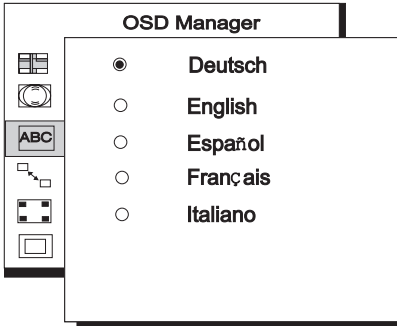 OSD Manager
Deutsch
English
ABC
Español
Français
Italiano